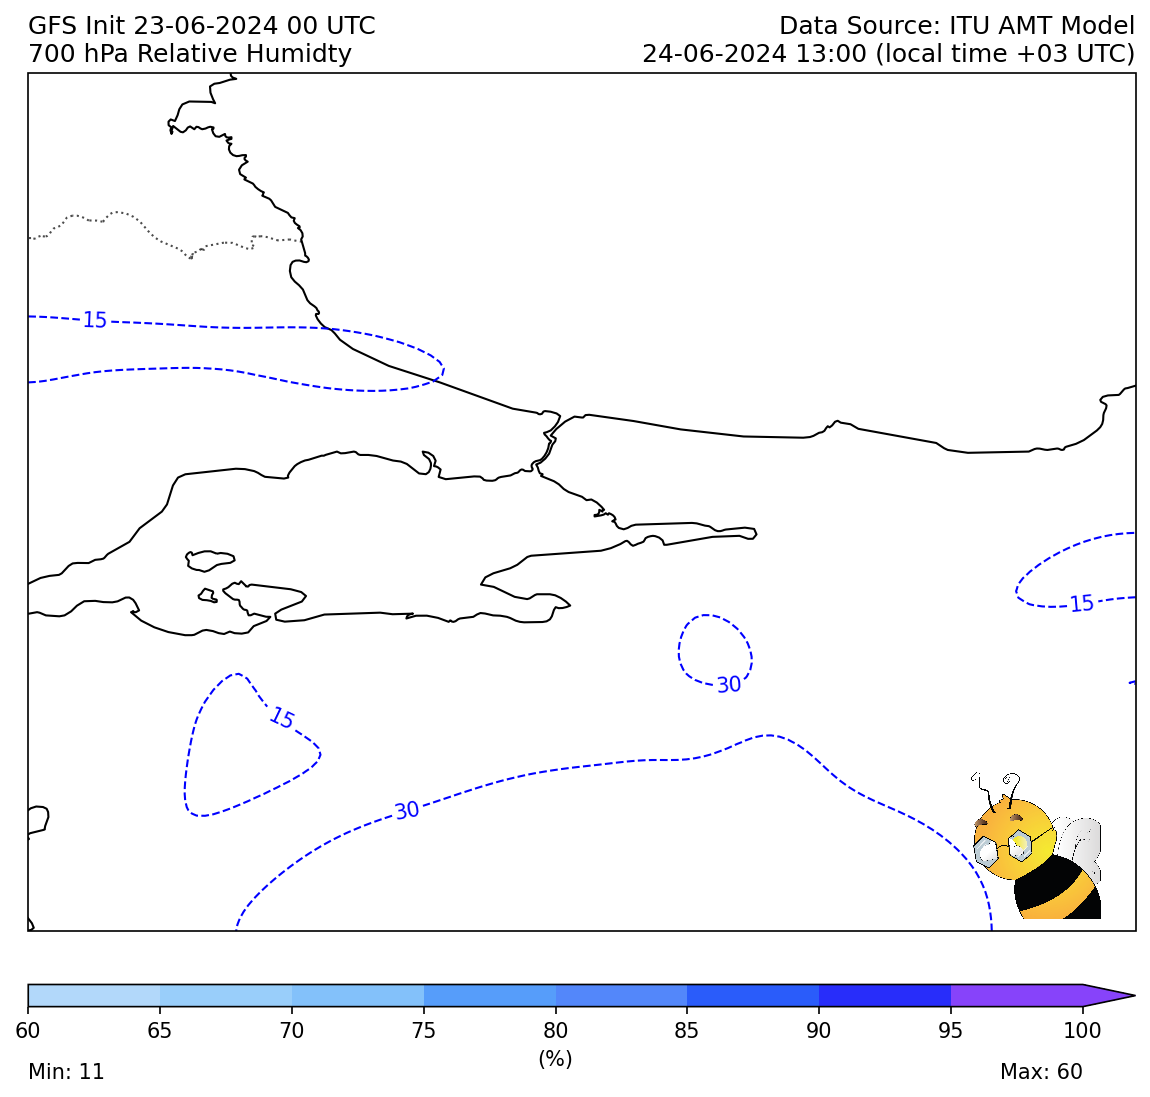 GFS Init 23-06-2024 00 UTC
Data Source: ITU AMT Model
700 hPa Relative Humidty
24-06-2024 13:00 (local time +03 UTC)
15
15
30
15
30
60 65 70 75 80 85 90 95 100
(%)
Min: 11
Max: 60